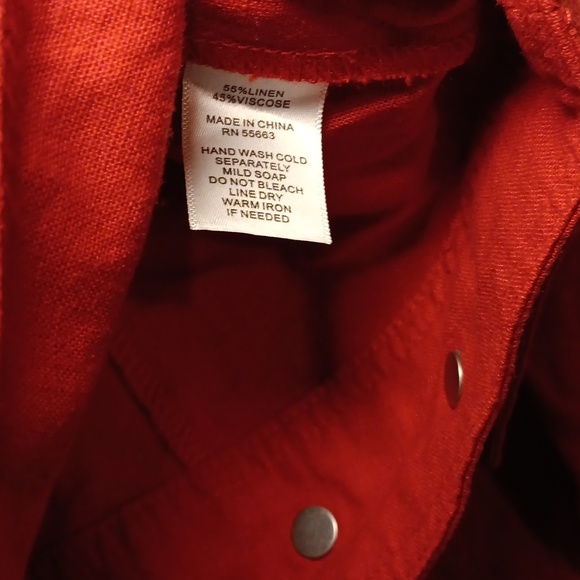 55%LINEN
45%VISCOSE
MADE IN CHINA
RN 55663
HAND WASH COLD
SEPARATELY
MILD SOAP
DO NOT BLEACH
LINE DRY
WARM IRON
IF NEEDED